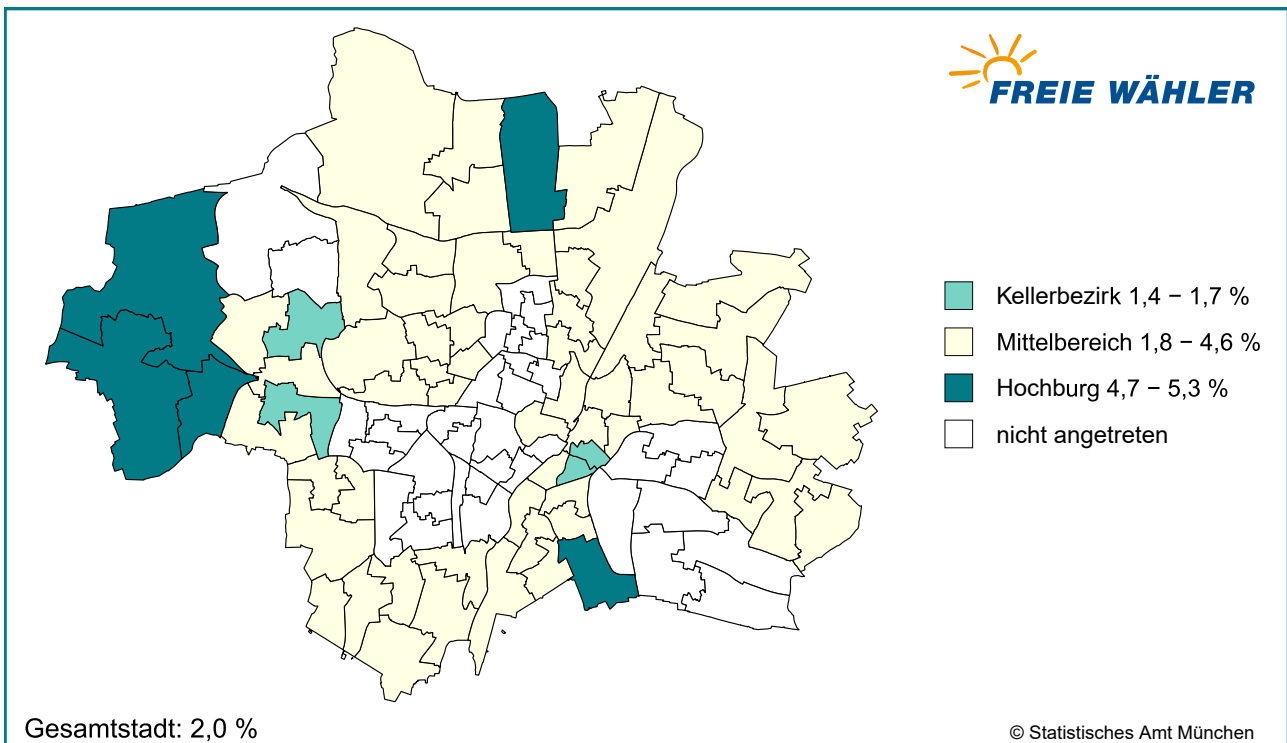 FREIE WÄHLER
Kellerbezirk 1,4 – 1,7 %
Mittelbereich 1,8 – 4,6 %
Hochburg 4,7 – 5,3 %
nicht angetreten
Gesamtstadt: 2,0 %
© Statistisches Amt München